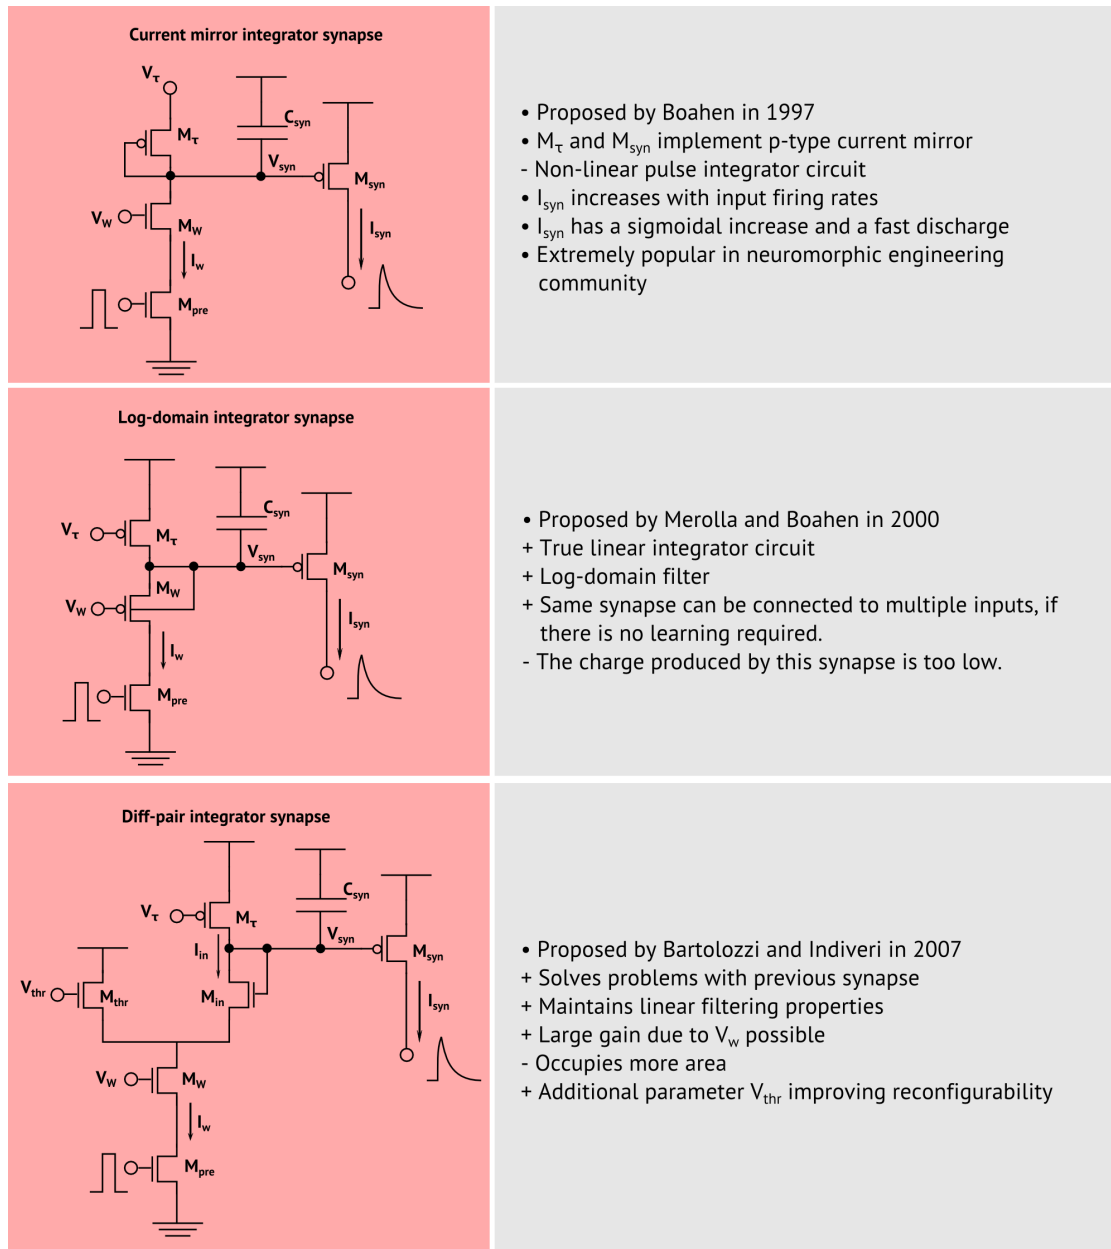 Current mirror integrator synapse
Vτ
Mτ
Csyn
Vsyn
Msyn
VW
MW
Isyn
Iw
Mpre
• Proposed by Boahen in 1997
• Mτ and Msyn implement p-type current mirror
- Non-linear pulse integrator circuit
• Isyn increases with input firing rates
• Isyn has a sigmoidal increase and a fast discharge
• Extremely popular in neuromorphic engineering
community
Log-domain integrator synapse
Csyn
Vτ
Mτ
Vsyn
Msyn
MW
VW
Isyn
Iw
Mpre
• Proposed by Merolla and Boahen in 2000
+ True linear integrator circuit
+ Log-domain filter
+ Same synapse can be connected to multiple inputs, if
there is no learning required.
- The charge produced by this synapse is too low.
Diff-pair integrator synapse
Csyn
Vτ
Mτ
Vsyn
Iin
Msyn
Vthr
Mthr
Min
Isyn
VW
MW
Iw
Mpre
• Proposed by Bartolozzi and Indiveri in 2007
+ Solves problems with previous synapse
+ Maintains linear filtering properties
+ Large gain due to Vw possible
- Occupies more area
+ Additional parameter Vthr improving reconfigurability